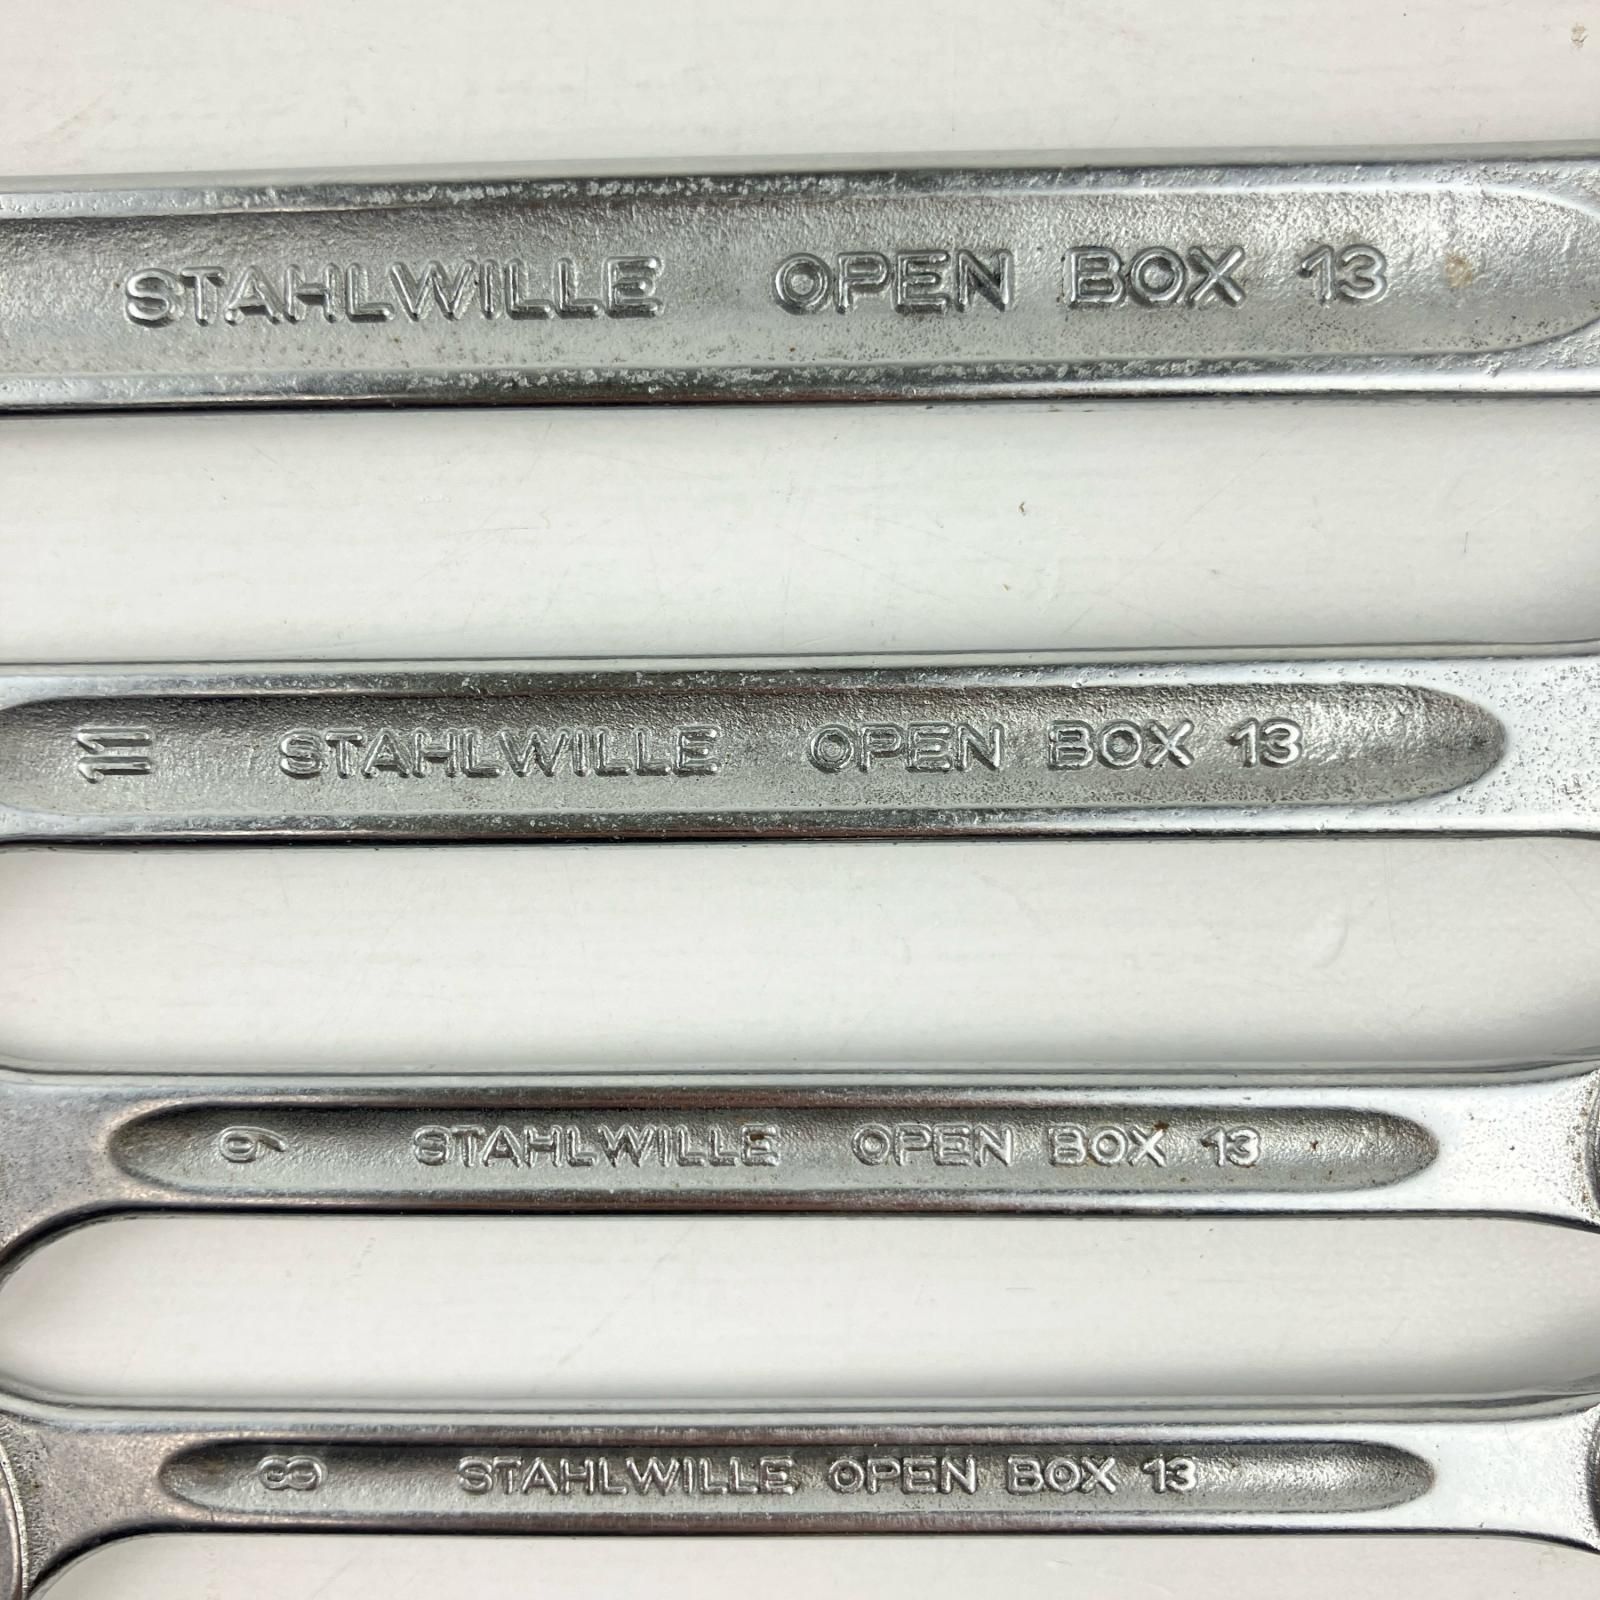 STAHLWILLE OPEN BOX 13
11 STAHLWILLE OPEN BOX 13
9 STAHLWILLE OPEN BOX 13
8 STAHLWILLE OPEN BOX 13